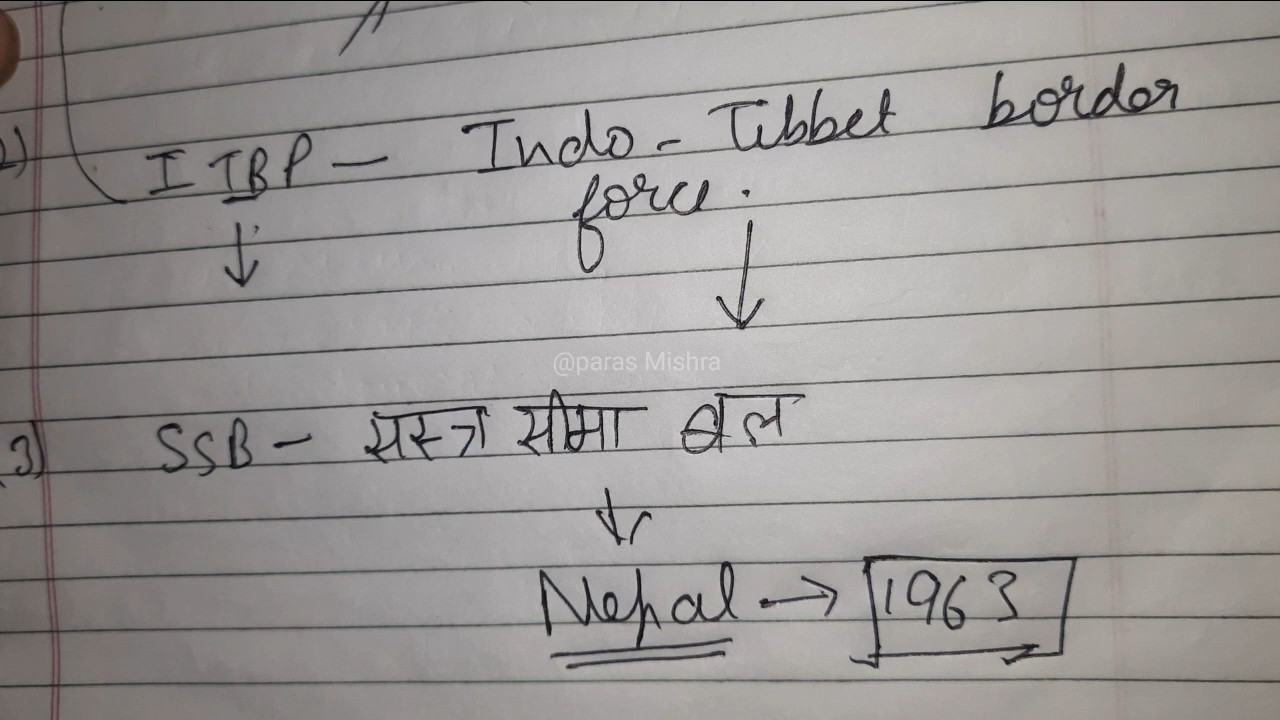 2) ITBP - Indo - Tibbet border
force.
@paras Mishra
3) SSB - सस्त्र सीमा बल
Nepal → 1963